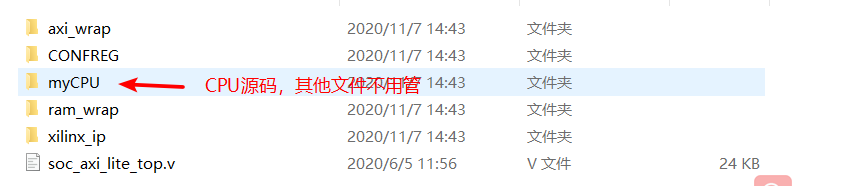 axi_wrap 2020/11/7 14:43 文件夹
CONFREG 2020/11/7 14:43 文件夹
myCPU 2020/11/7 14:43 文件夹
CPU源码，其他文件不用管
ram_wrap 2020/11/7 14:43 文件夹
xilinx_ip 2020/11/7 14:43 文件夹
soc_axi_lite_top.v 2020/6/5 11:56 V 文件 24 KB